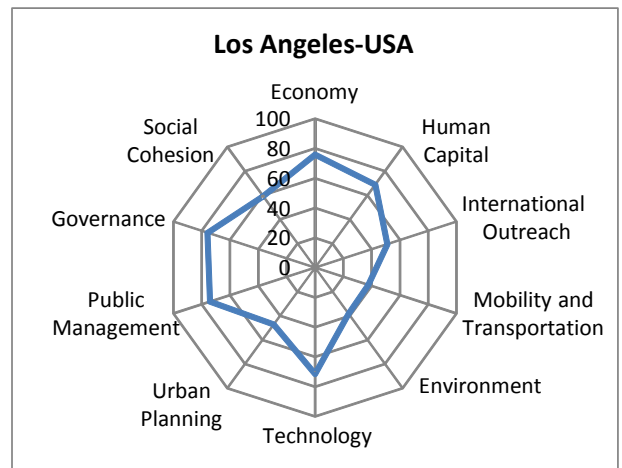 Los Angeles-USA
Economy
Human
Capital
International
Outreach
Mobility and
Transportation
Environment
Technology
Urban
Planning
Public
Management
Governance
Social
Cohesion
100
80
60
40
20
0